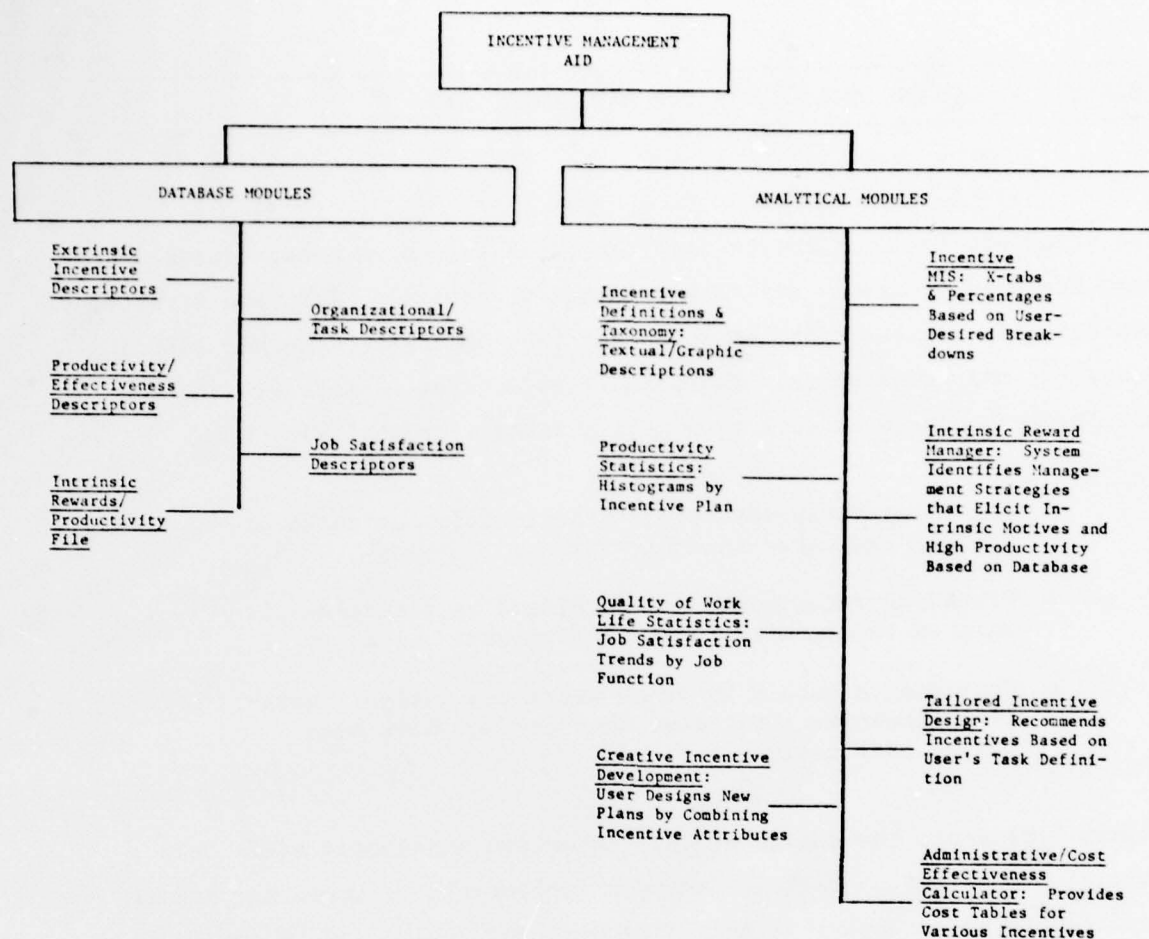 INCENTIVE MANAGEMENT
AID
DATABASE MODULES
Extrinsic
Incentive
Descriptors
Organizational/
Task Descriptors
Productivity/
Effectiveness
Descriptors
Job Satisfaction
Descriptors
Intrinsic
Rewards/
Productivity
File
ANALYTICAL MODULES
Incentive
Definitions &
Taxonomy:
Textual/Graphic
Descriptions
Incentive
MIS: X-tabs
& Percentages
Based on User-
Desired Break-
downs
Productivity
Statistics:
Histograms by
Incentive Plan
Intrinsic Reward
Manager: System
Identifies Manage-
ment Strategies
that Elicit In-
trinsic Motives and
High Productivity
Based on Database
Quality of Work
Life Statistics:
Job Satisfaction
Trends by Job
Function
Tailored Incentive
Design: Recommends
Incentives Based on
User's Task Defini-
tion
Creative Incentive
Development:
User Designs New
Plans by Combining
Incentive Attributes
Administrative/Cost
Effectiveness
Calculator: Provides
Cost Tables for
Various Incentives